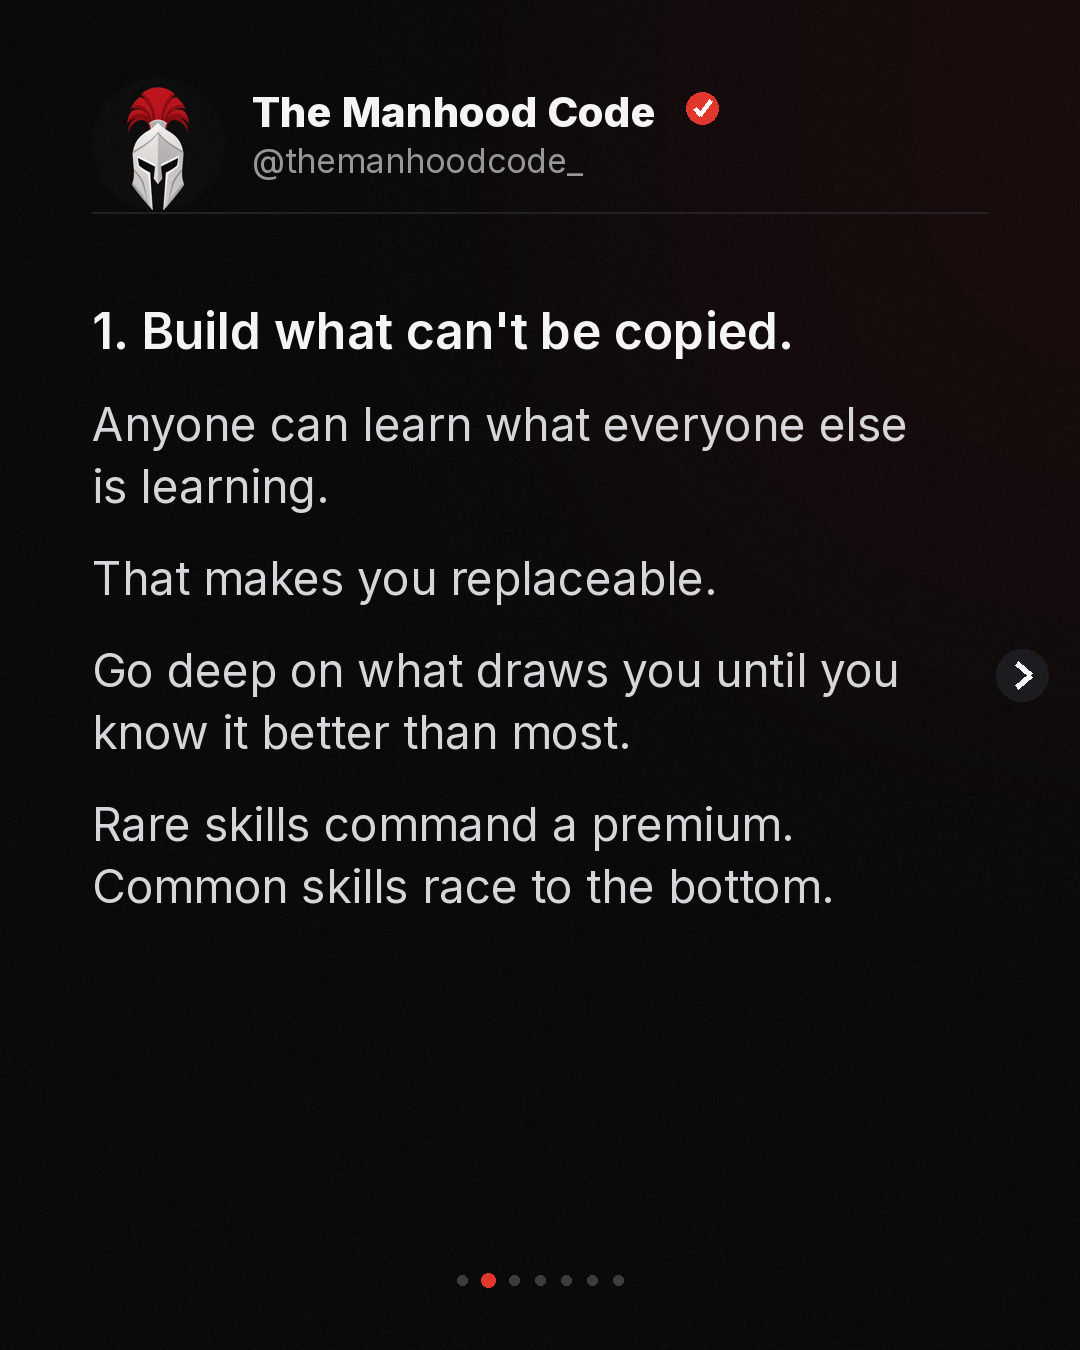 The Manhood Code
@themanhoodcode_
1. Build what can't be copied.
Anyone can learn what everyone else
is learning.
That makes you replaceable.
Go deep on what draws you until you
know it better than most.
Rare skills command a premium.
Common skills race to the bottom.